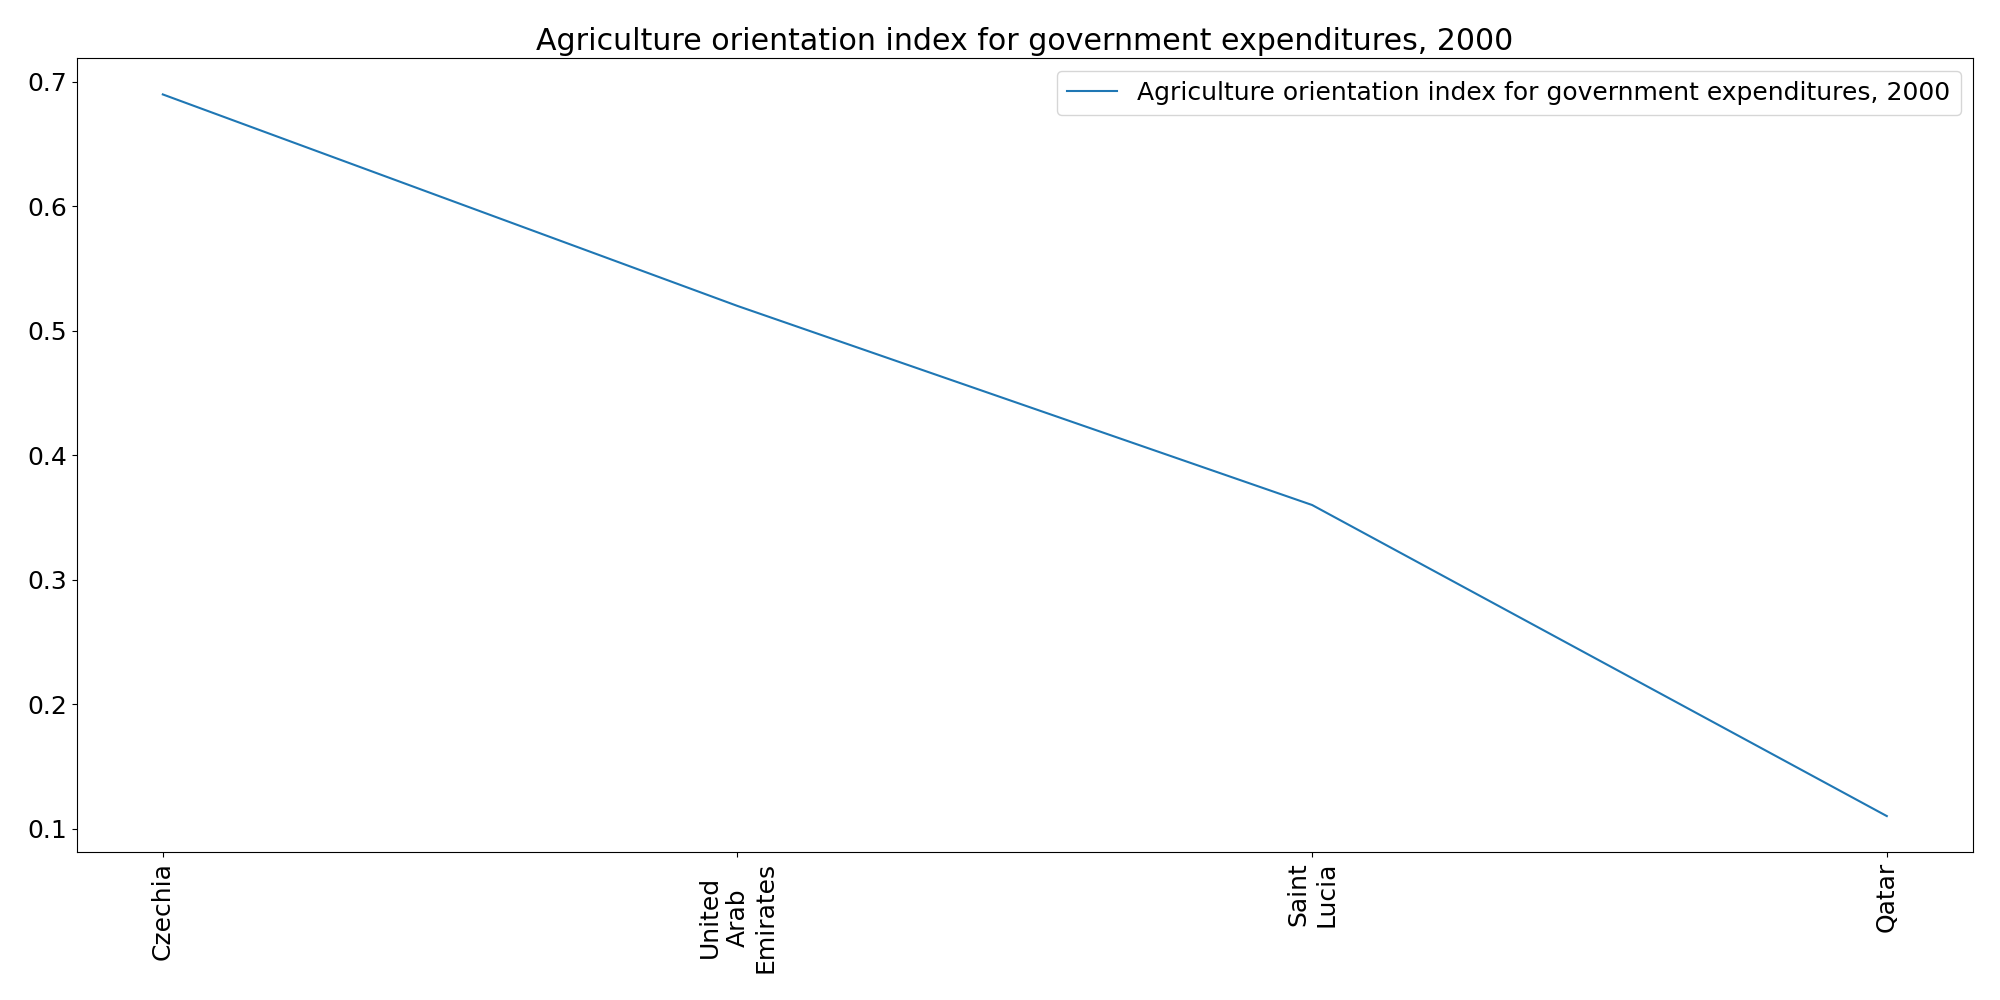 Agriculture orientation index for government expenditures, 2000
Agriculture orientation index for government expenditures, 2000
0.7
0.6
0.5
0.4
0.3
0.2
0.1
Czechia
United
Arab
Emirates
Saint
Lucia
Qatar